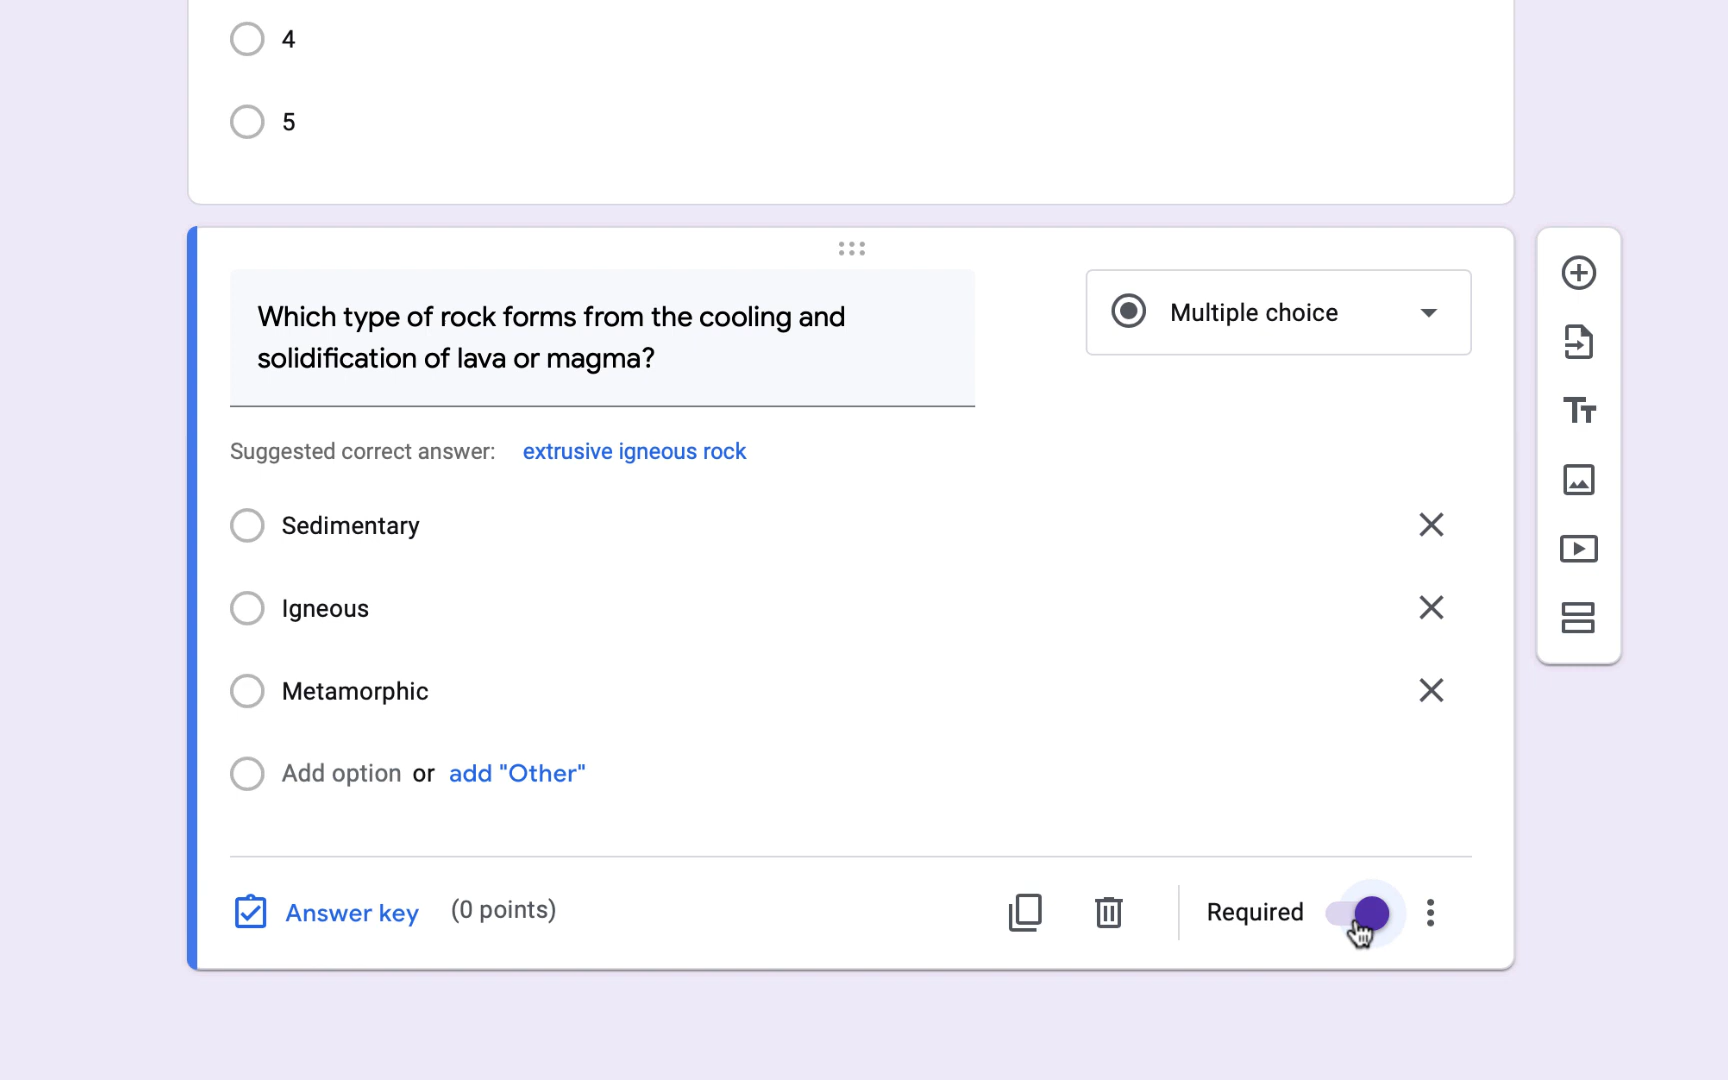 4
5
Which type of rock forms from the cooling and
solidification of lava or magma?
Multiple choice
Suggested correct answer: extrusive igneous rock
Sedimentary
Igneous
Metamorphic
Add option or add "Other"
Answer key (0 points)
Required
Tт